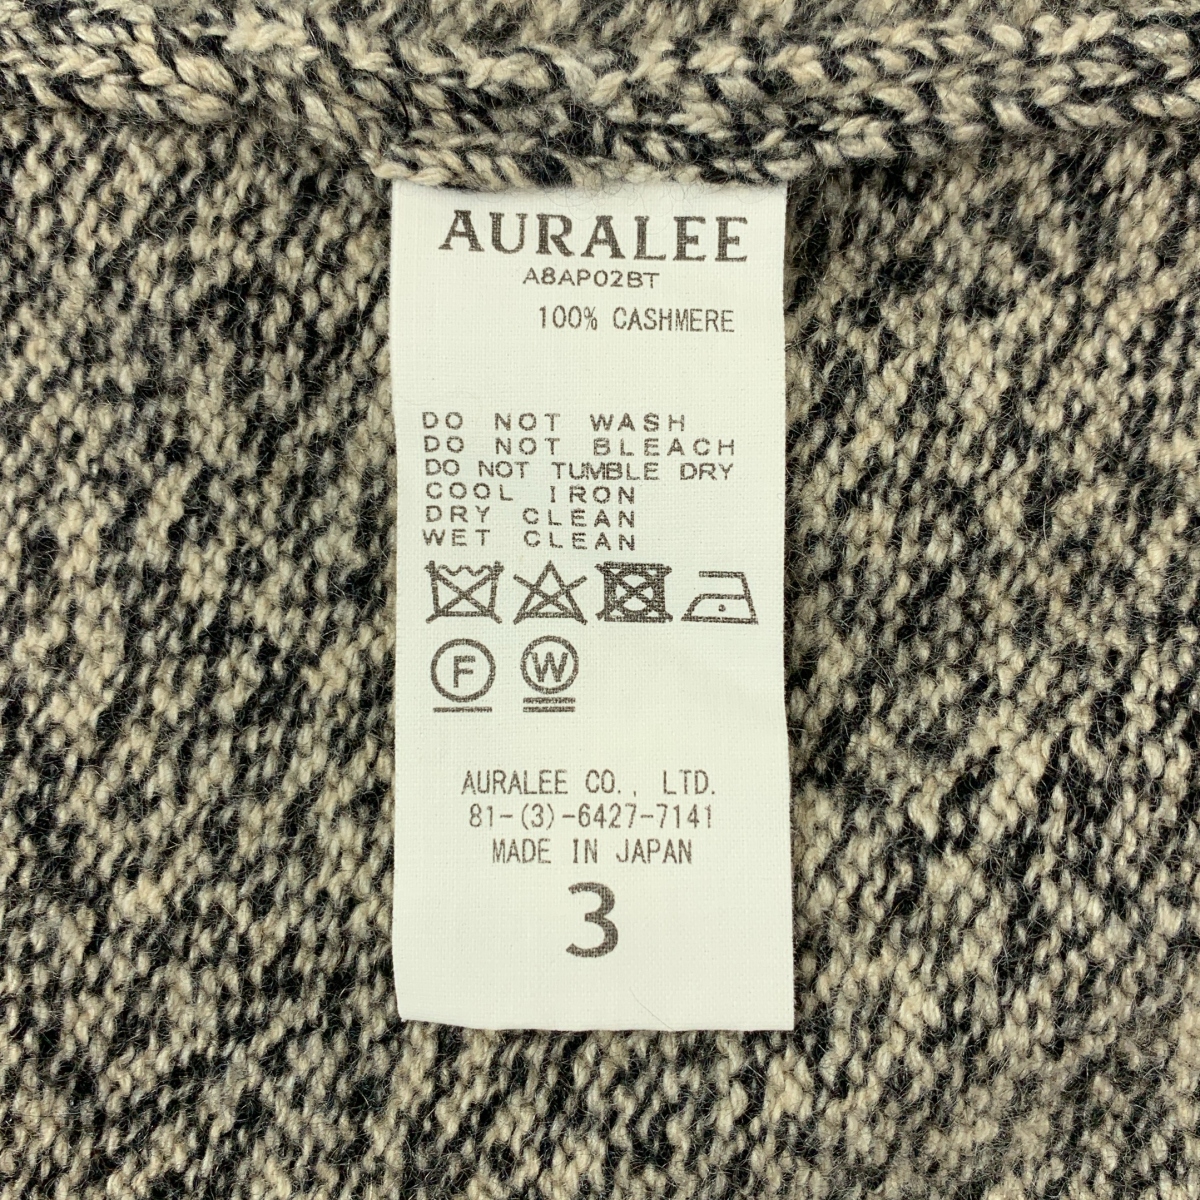 AURALEE
A8AP02BT
100% CASHMERE
DO NOT WASH
DO NOT BLEACH
DO NOT TUMBLE DRY
COOL IRON
DRY CLEAN
WET CLEAN
F W
AURALEE CO., LTD.
81-(3)-6427-7141
MADE IN JAPAN
3